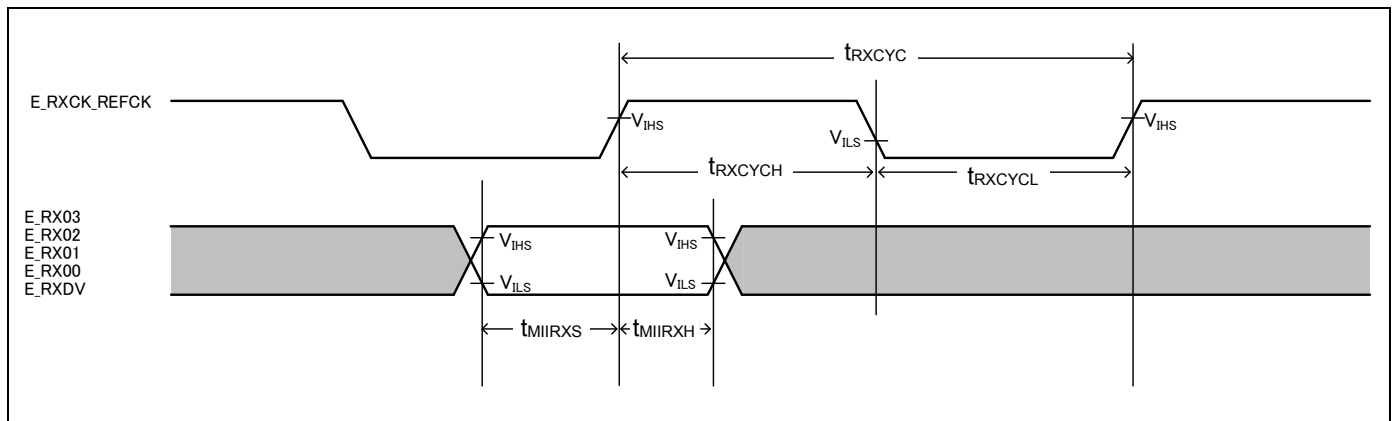 tRXCYC
E_RXCK_REFCK
VIHS
VILS
VIHS
tRXCYCH
tRXCYCL
E_RX03
E_RX02
E_RX01
E_RX00
E_RXDV
VIHS
VIHS
VILS
VILS
tMIIRXS
tMIIRXH